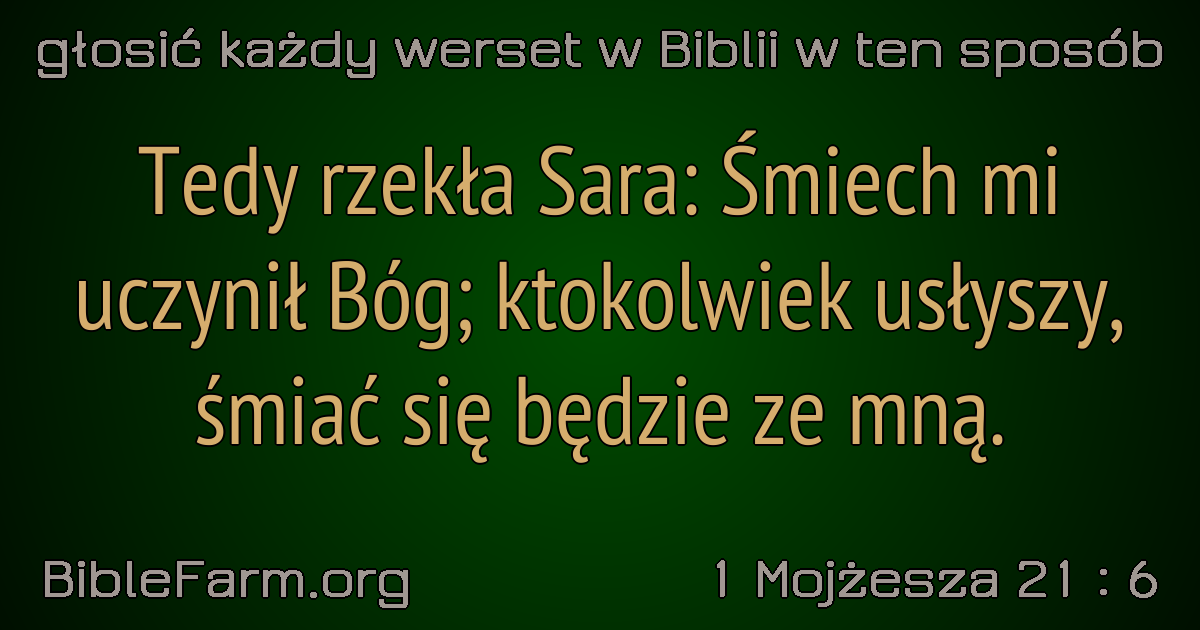 głosić każdy werset w Biblii w ten sposób
Tedy rzekła Sara: Śmiech mi
uczynił Bóg; ktokolwiek usłyszy,
śmiać się będzie ze mną.
BibleFarm.org
1 Mojżesza 21 : 6